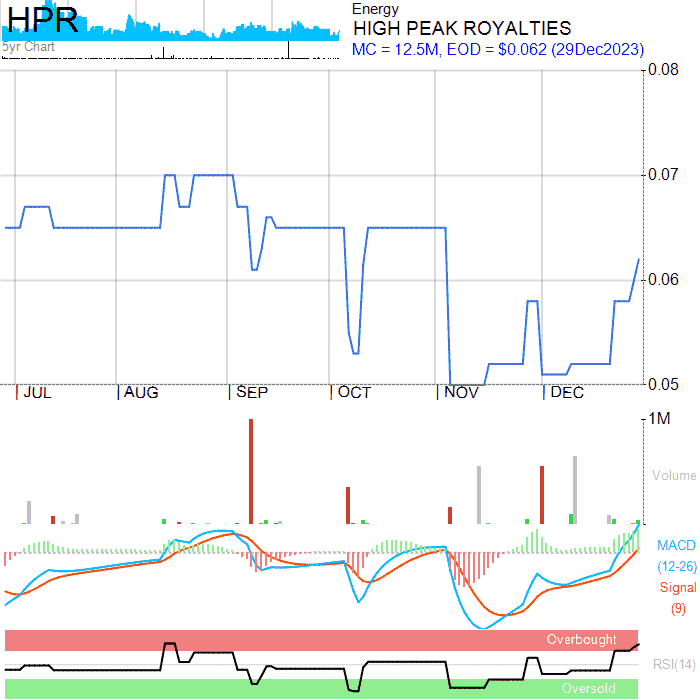 HPR
5yr Chart
Energy
HIGH PEAK ROYALTIES
MC = 12.5M, EOD = $0.062 (29Dec2023)
0.08
0.07
0.06
0.05
JUL AUG SEP OCT NOV DEC
1M
Volume
MACD
(12-26)
Signal
(9)
Overbought
RSI(14)
Oversold